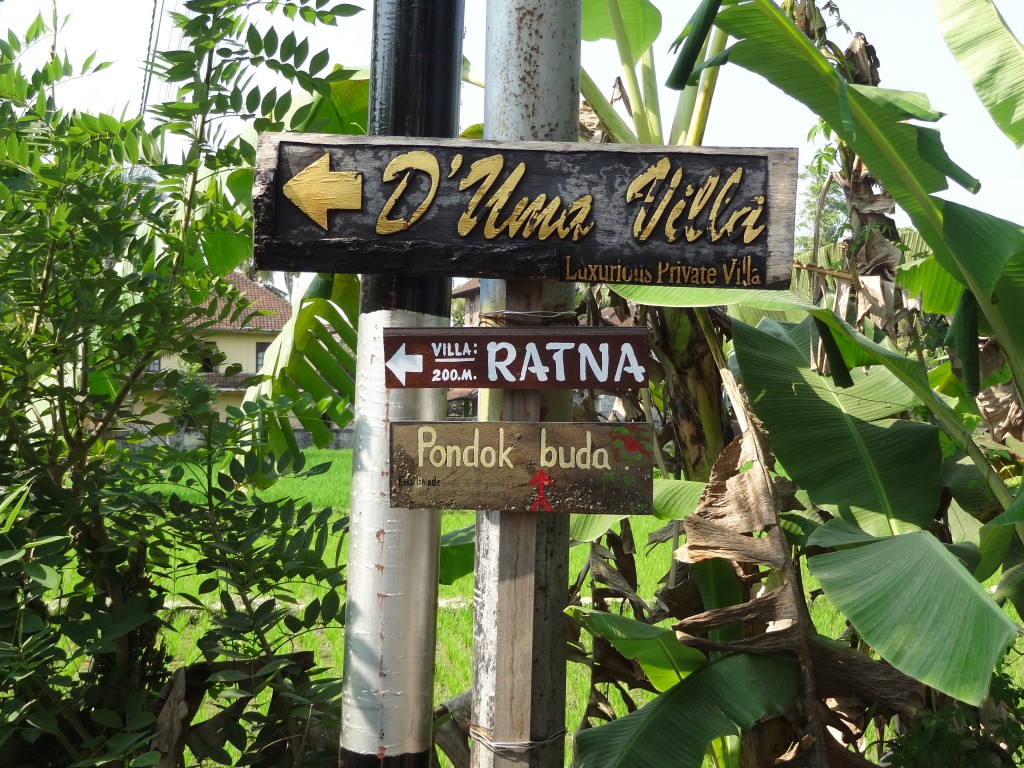 D'Uma Villa
Luxurious Private Villa
VILLA:
200.M. RATNA
Pondok buda